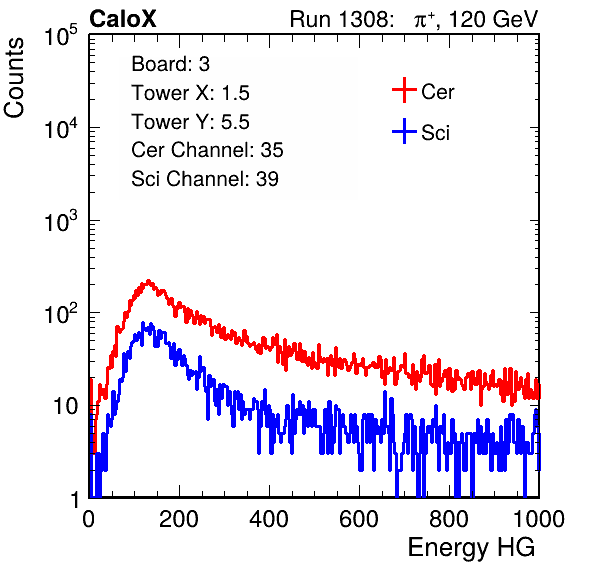 CaloX Run 1308: π⁺, 120 GeV
Counts
Board: 3
Tower X: 1.5
Tower Y: 5.5
Cer Channel: 35
Sci Channel: 39
Cer
Sci
10⁵
10⁴
10³
10²
10
1
0 200 400 600 800 1000
Energy HG